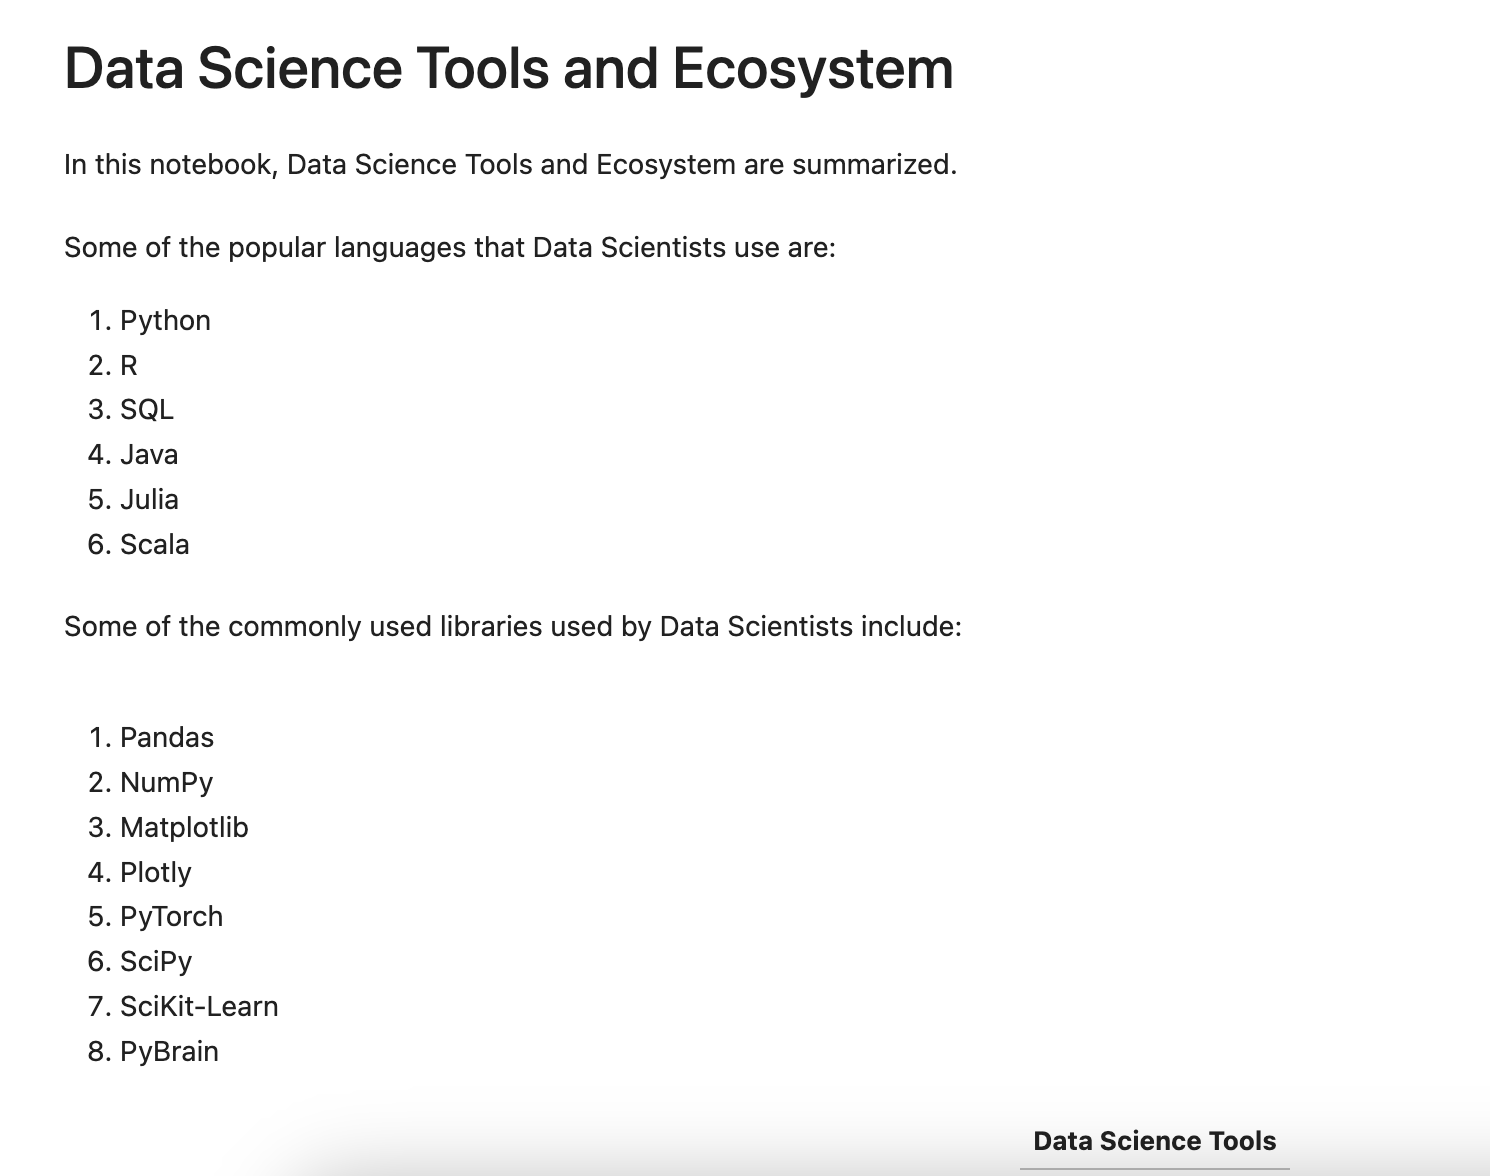 Data Science Tools and Ecosystem
In this notebook, Data Science Tools and Ecosystem are summarized.
Some of the popular languages that Data Scientists use are:
1. Python
2. R
3. SQL
4. Java
5. Julia
6. Scala
Some of the commonly used libraries used by Data Scientists include:
1. Pandas
2. NumPy
3. Matplotlib
4. Plotly
5. PyTorch
6. SciPy
7. SciKit-Learn
8. PyBrain
Data Science Tools